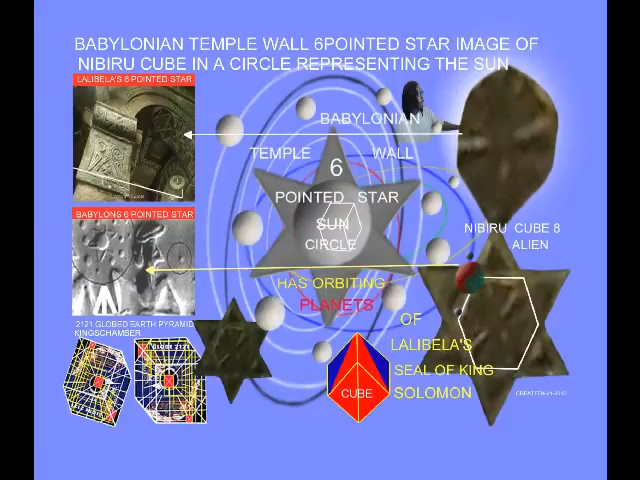 BABYLONIAN TEMPLE WALL 6POINTED STAR IMAGE OF
NIBIRU CUBE IN A CIRCLE REPRESENTING THE SUN
LALIBELA'S 6 POINTED STAR
BABYLONIAN
TEMPLE WALL
6
POINTED STAR
SUN
CIRCLE
BABYLONS 6 POINTED STAR
NIBIRU CUBE 8
ALIEN
HAS ORBITING
PLANETS
OF
LALIBELA'S
SEAL OF KING
SOLOMON
2121 GLOBED EARTH PYRAMID
KINGSCHAMBER
GLOBE 2121
CUBE